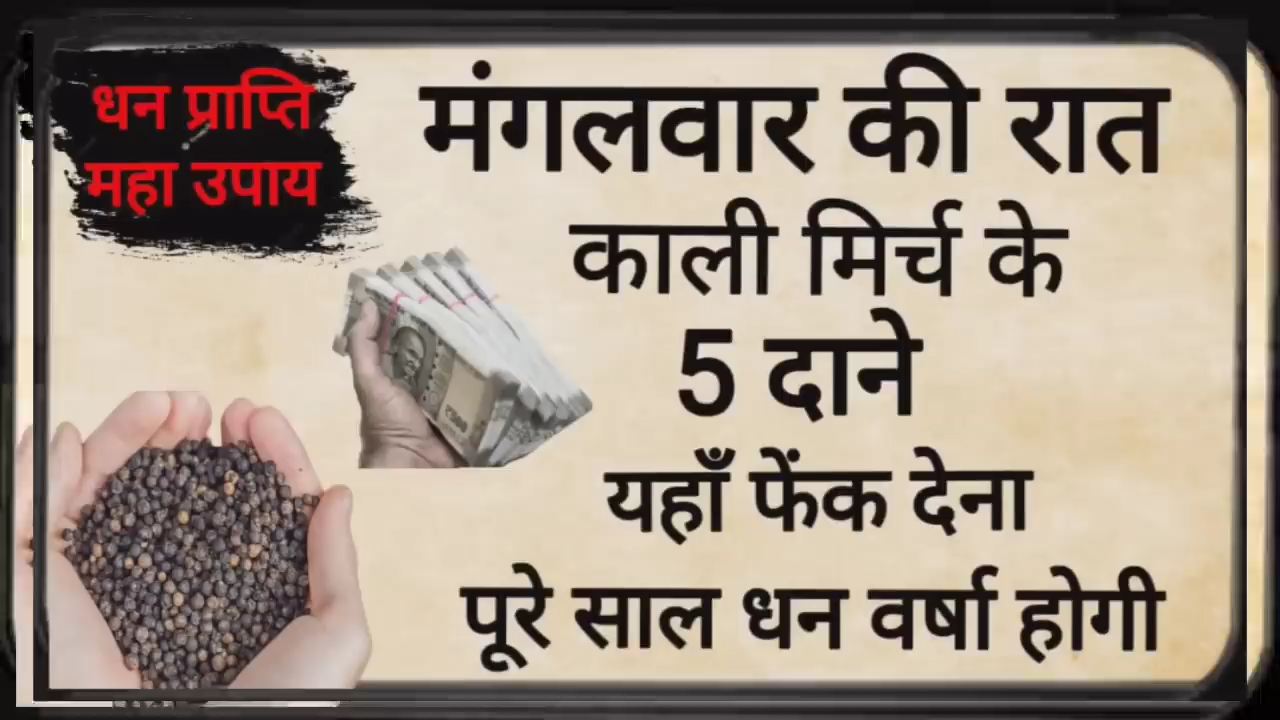 धन प्राप्ति
महा उपाय
मंगलवार की रात
काली मिर्च के
5 दाने
यहाँ फेंक देना
पूरे साल धन वर्षा होगी